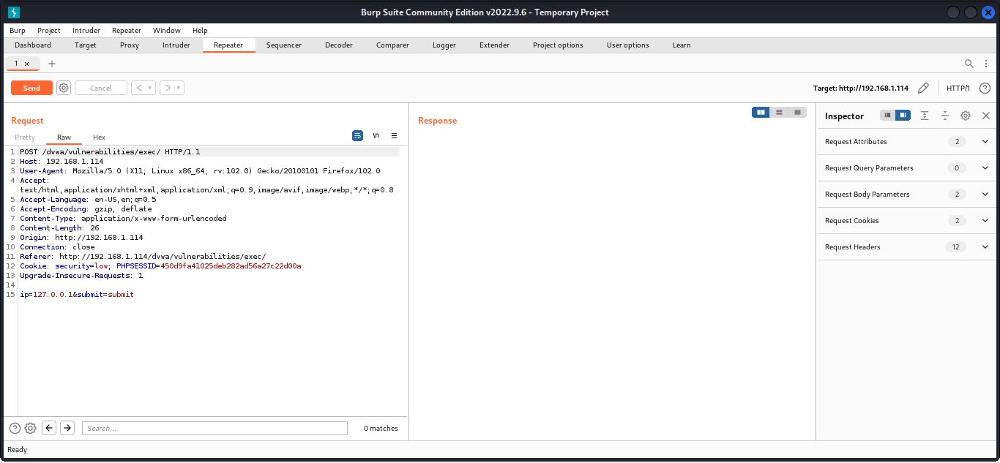 Burp Suite Community Edition v2022.9.6 - Temporary Project
Burp Project Intruder Repeater Window Help
Dashboard Target Proxy Intruder Repeater Sequencer Decoder Comparer Logger Extender Project options User options Learn
1 × +
Send Cancel < > Target: http://192.168.1.114 HTTP/1 ?
Request
Pretty Raw Hex \n
1 POST /dvwa/vulnerabilities/exec/ HTTP/1.1
2 Host: 192.168.1.114
3 User-Agent: Mozilla/5.0 (X11; Linux x86_64; rv:102.0) Gecko/20100101 Firefox/102.0
4 Accept:
text/html,application/xhtml+xml,application/xml;q=0.9,image/avif,image/webp,*/*;q=0.8
5 Accept-Language: en-US,en;q=0.5
6 Accept-Encoding: gzip, deflate
7 Content-Type: application/x-www-form-urlencoded
8 Content-Length: 26
9 Origin: http://192.168.1.114
10 Connection: close
11 Referer: http://192.168.1.114/dvwa/vulnerabilities/exec/
12 Cookie: security=low; PHPSESSID=450d9fa41025deb282ad56a27c22d00a
13 Upgrade-Insecure-Requests: 1
14
15 ip=127.0.0.1&submit=submit
? Search... 0 matches
Response
Inspector
Request Attributes 2
Request Query Parameters 0
Request Body Parameters 2
Request Cookies 2
Request Headers 12
Ready